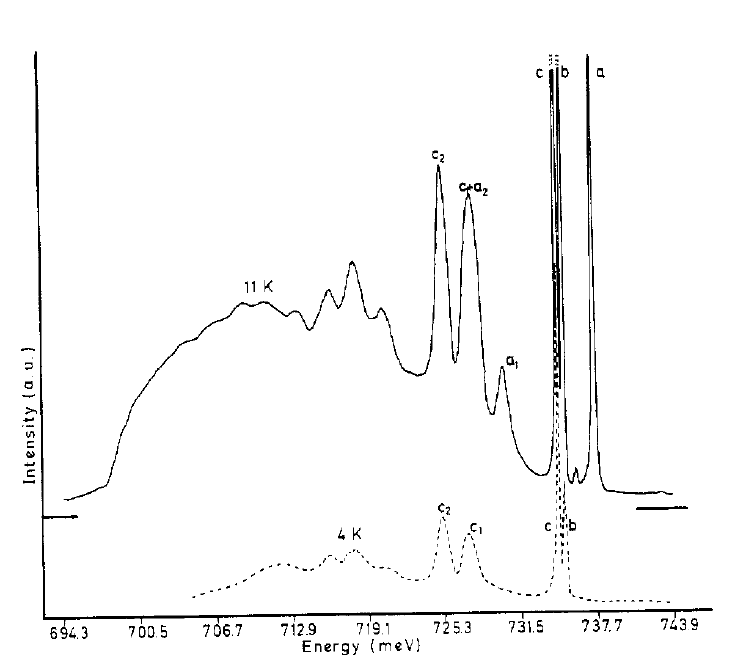 c b a
c₂
c+a₂
11 K
a₁
Intensity (a. u.)
c₂
c₁
c b
4 K
694.3 700.5 706.7 712.9 719.1 725.3 731.5 737.7 743.9
Energy (meV)